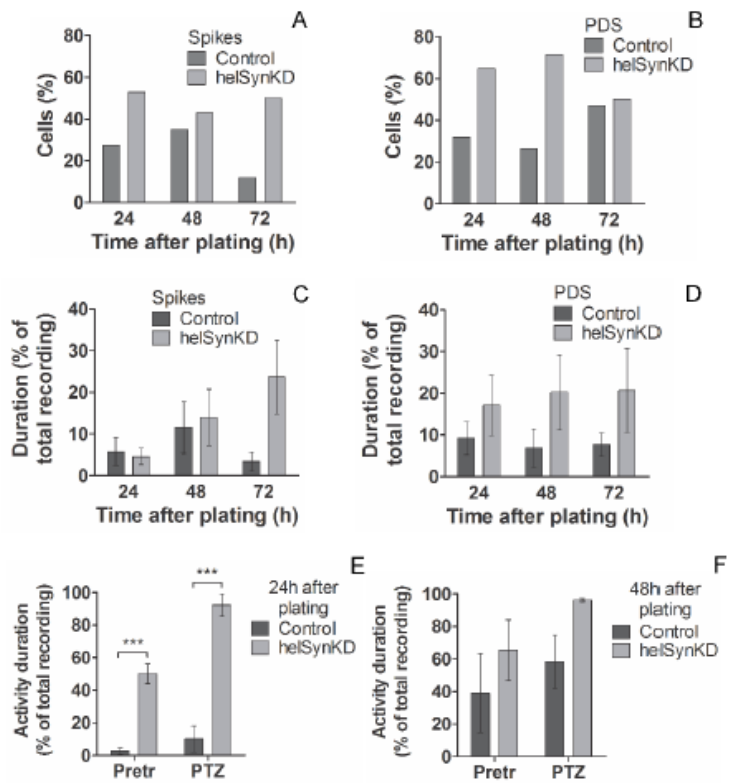 A
Spikes
Control
helSynKD
80
60
40
20
0
Cells (%)
24 48 72
Time after plating (h)
B
PDS
Control
helSynKD
80
60
40
20
0
Cells (%)
24 48 72
Time after plating (h)
C
Spikes
Control
helSynKD
40
30
20
10
0
Duration (% of
total recording)
24 48 72
Time after plating (h)
D
PDS
Control
helSynKD
40
30
20
10
0
Duration (% of
total recording)
24 48 72
Time after plating (h)
E
24h after
plating
Control
helSynKD
***
***
100
80
60
40
20
0
Activity duration
(% of total recording)
Pretr PTZ
F
48h after
plating
Control
helSynKD
100
80
60
40
20
0
Activity duration
(% of total recording)
Pretr PTZ